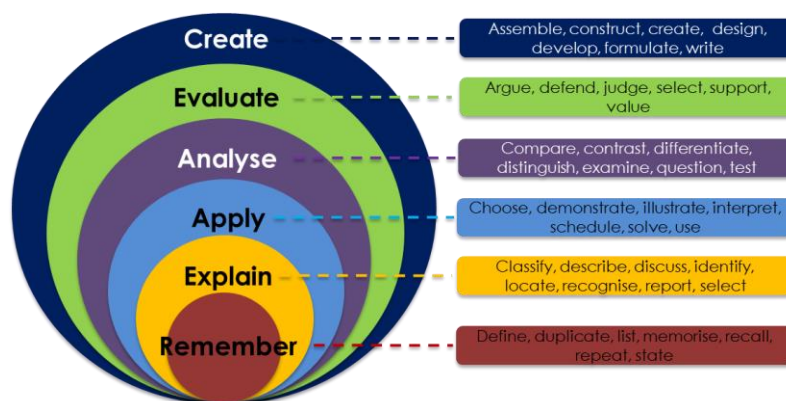 Create
Assemble, construct, create, design,
develop, formulate, write
Evaluate
Argue, defend, judge, select, support,
value
Analyse
Compare, contrast, differentiate,
distinguish, examine, question, test
Apply
Choose, demonstrate, illustrate, interpret,
schedule, solve, use
Explain
Classify, describe, discuss, identify,
locate, recognise, report, select
Remember
Define, duplicate, list, memorise, recall,
repeat, state